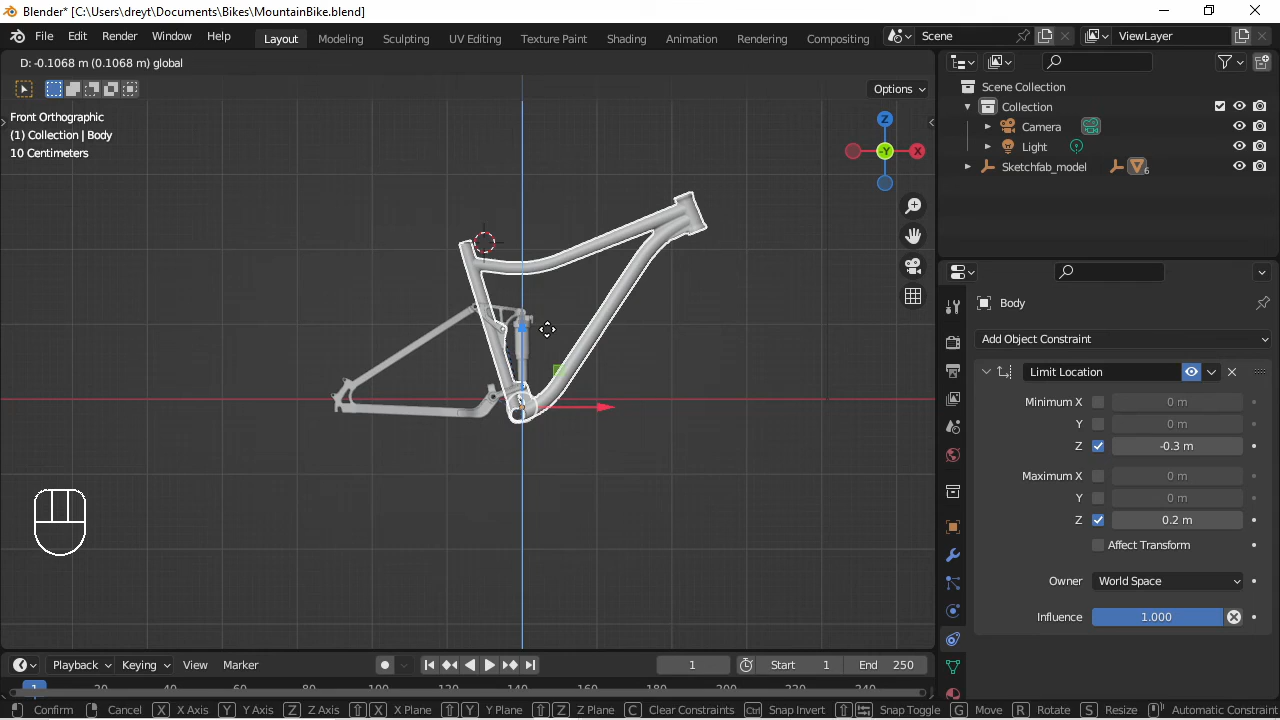 Blender* [C:\Users\dreyt\Documents\Bikes\MountainBike.blend]
File Edit Render Window Help
Layout Modeling Sculpting UV Editing Texture Paint Shading Animation Rendering Compositing Scene ViewLayer
D: -0.1068 m (0.1068 m) global
Options
Front Orthographic
(1) Collection | Body
10 Centimeters
Z
-Y
X
Scene Collection
Collection
Camera
Light
Sketchfab_model 6
Body
Add Object Constraint
Limit Location
Minimum X 0 m
Y 0 m
Z -0.3 m
Maximum X 0 m
Y 0 m
Z 0.2 m
Affect Transform
Owner World Space
Influence 1.000
Playback Keying View Marker 1 Start 1 End 250
1 20 40 60 80 100 120 140 160 180 200 220 240
Confirm Cancel X X Axis Y Y Axis Z Z Axis X X Plane Y Y Plane Z Z Plane C Clear Constraints Ctrl Snap Invert Snap Toggle G Move R Rotate S Resize Automatic Constraint